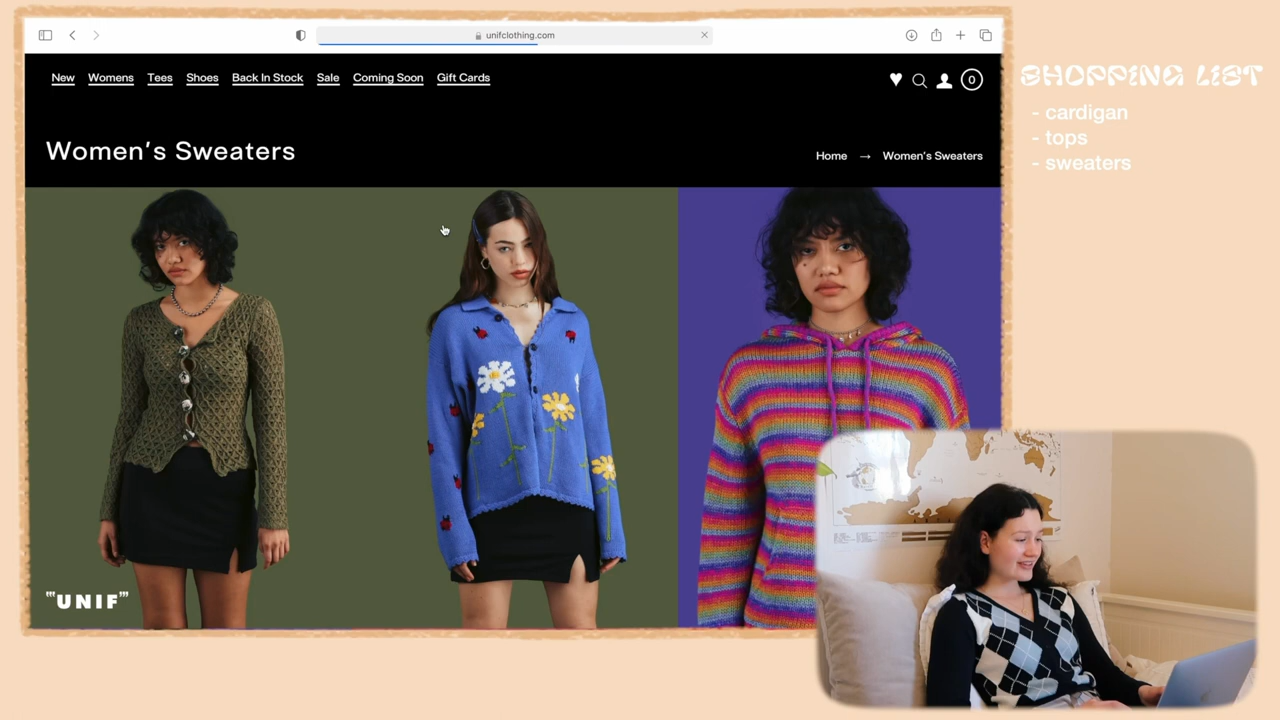 unifclothing.com
New Womens Tees Shoes Back In Stock Sale Coming Soon Gift Cards
0
Women's Sweaters
Home → Women's Sweaters
"UNIF"
SHOPPING LIST
- cardigan
- tops
- sweaters